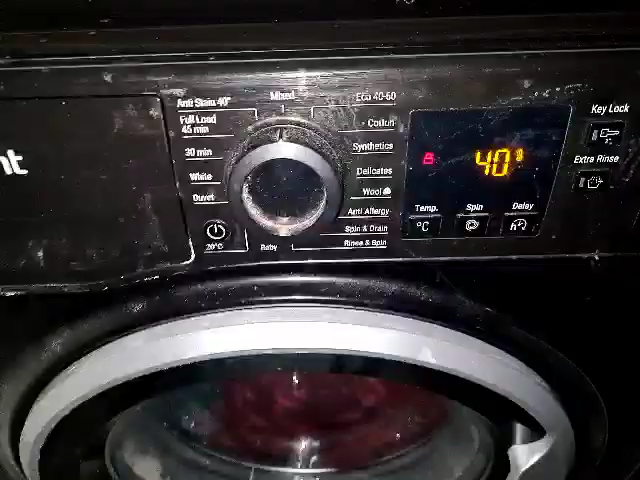 nt
Anti Stain 40°
Full Load
45 min
30 min
White
Duvet
20°C
Baby
Mixed
Eco 40-60
Cotton
Synthetics
Delicates
Wool
Anti Allergy
Spin & Drain
Rinse & Spin
40°
Temp.
°C
Spin
Delay
h
Key Lock
Extra Rinse